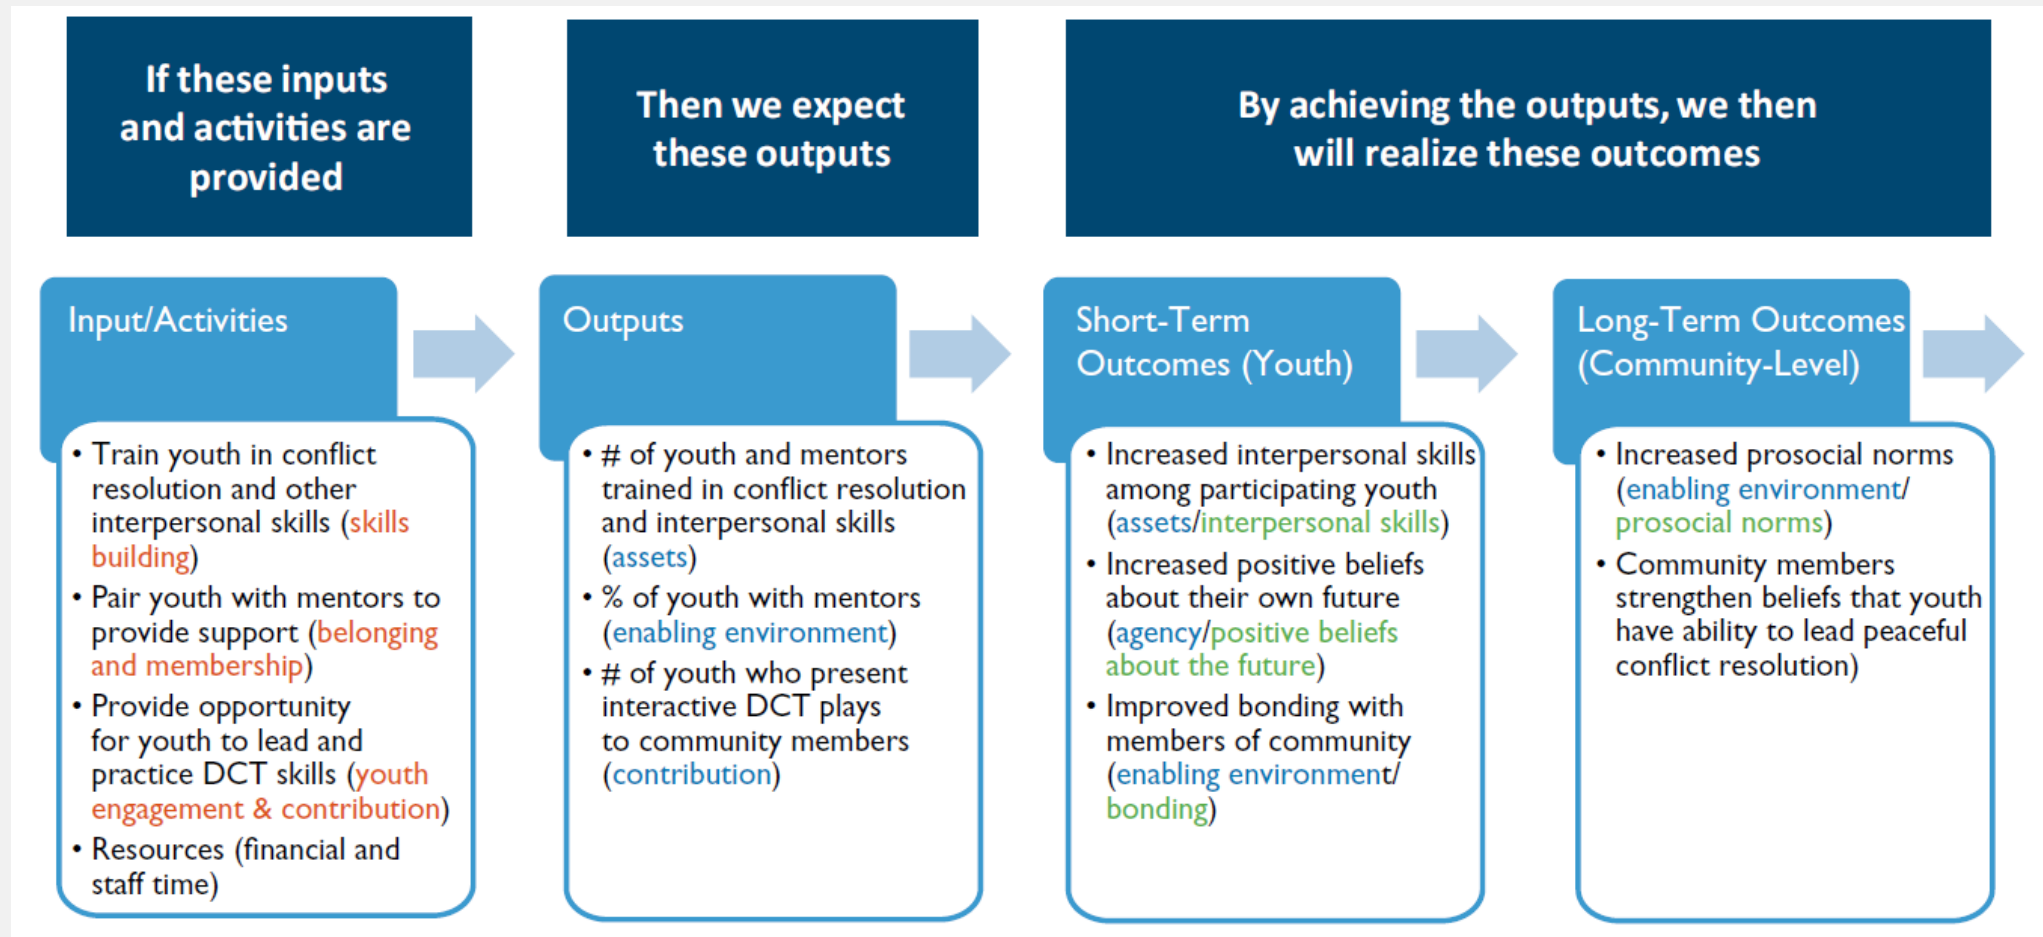 If these inputs
and activities are
provided
Then we expect
these outputs
By achieving the outputs, we then
will realize these outcomes
Input/Activities
• Train youth in conflict
resolution and other
interpersonal skills (skills
building)
• Pair youth with mentors to
provide support (belonging
and membership)
• Provide opportunity
for youth to lead and
practice DCT skills (youth
engagement & contribution)
• Resources (financial and
staff time)
Outputs
• # of youth and mentors
trained in conflict resolution
and interpersonal skills
(assets)
• % of youth with mentors
(enabling environment)
• # of youth who present
interactive DCT plays
to community members
(contribution)
Short-Term
Outcomes (Youth)
• Increased interpersonal skills
among participating youth
(assets/interpersonal skills)
• Increased positive beliefs
about their own future
(agency/positive beliefs
about the future)
• Improved bonding with
members of community
(enabling environment/
bonding)
Long-Term Outcomes
(Community-Level)
• Increased prosocial norms
(enabling environment/
prosocial norms)
• Community members
strengthen beliefs that youth
have ability to lead peaceful
conflict resolution)